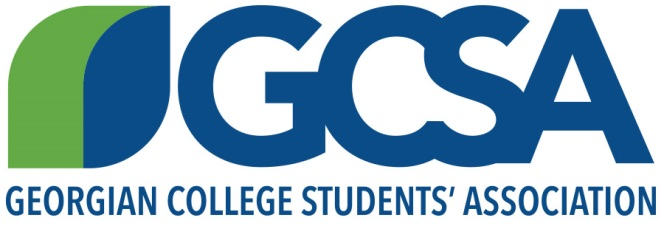 GCSA
GEORGIAN COLLEGE STUDENTS’ ASSOCIATION